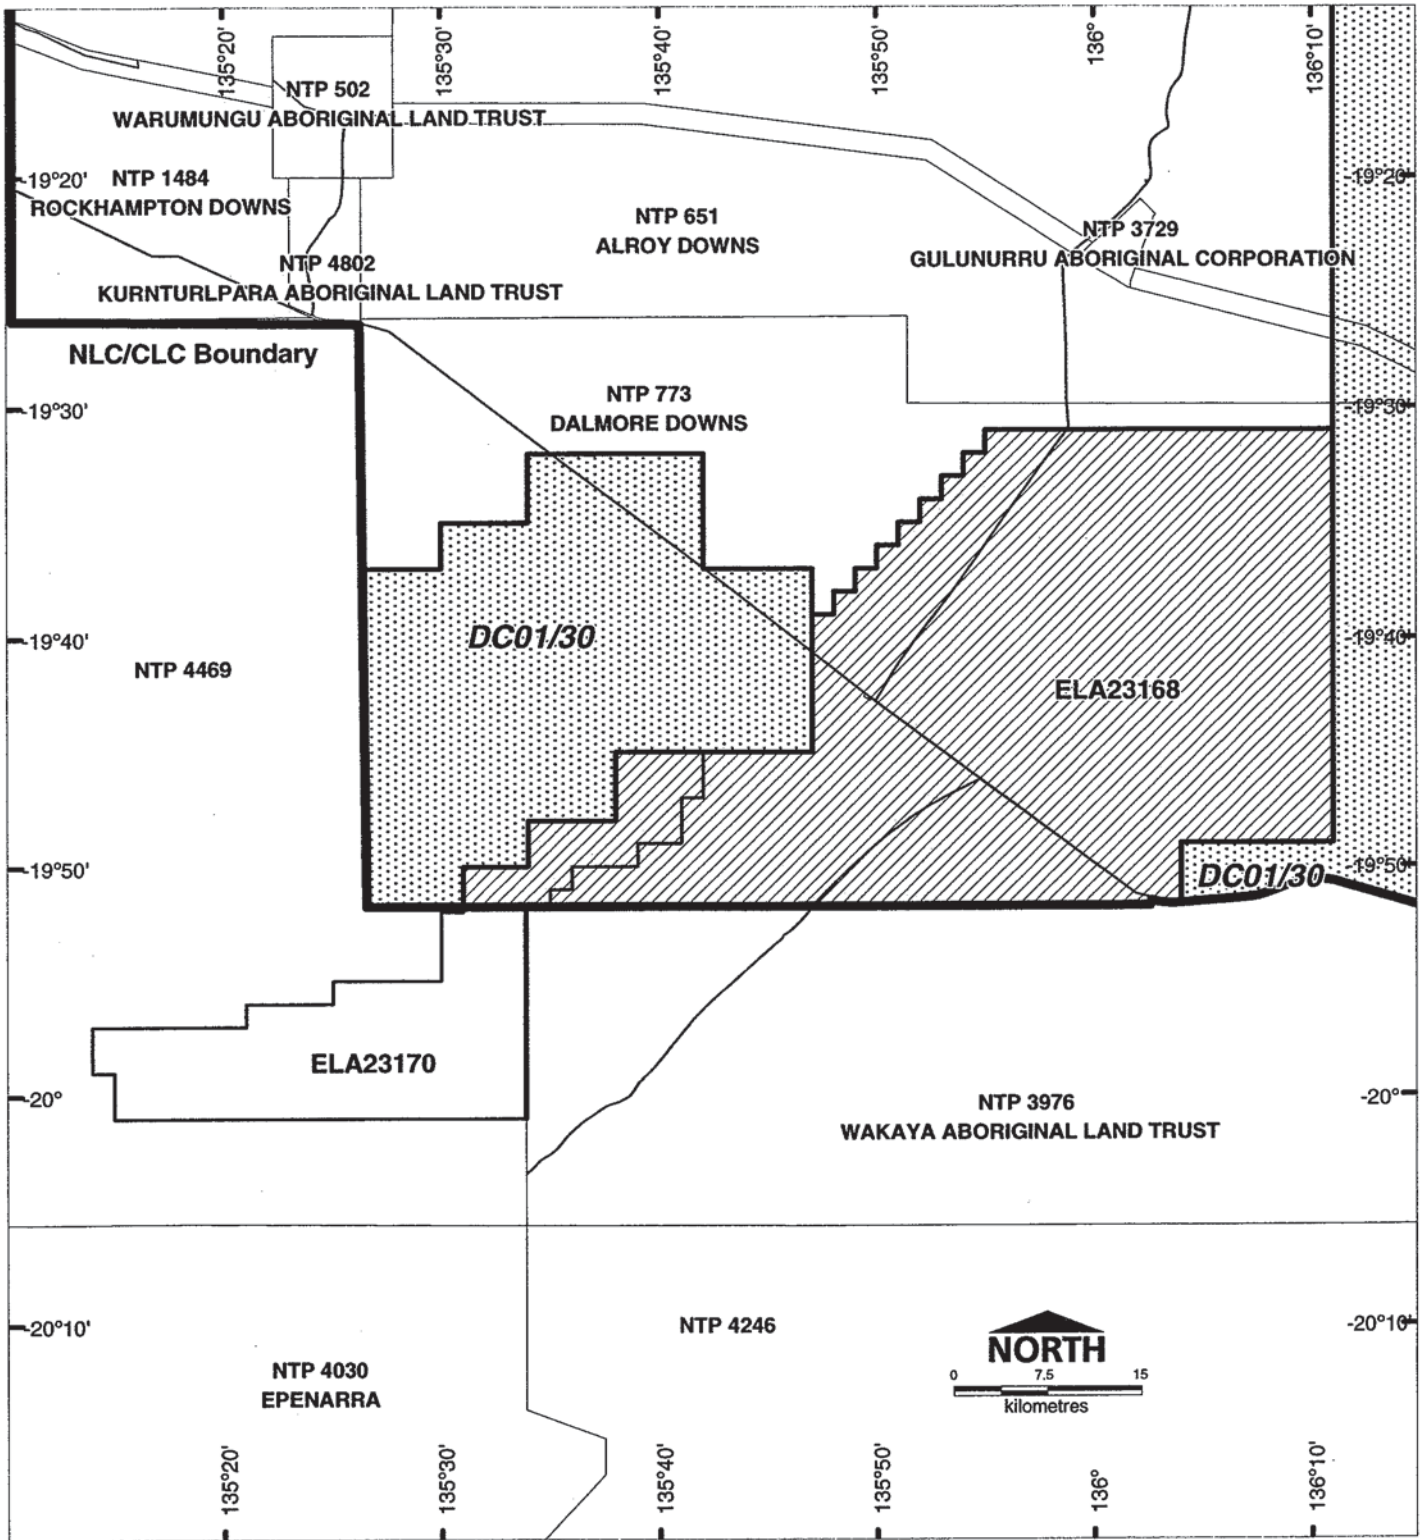 135°20'
135°30'
135°40'
135°50'
136°
136°10'
NTP 502
WARUMUNGU ABORIGINAL LAND TRUST
-19°20'
NTP 1484
ROCKHAMPTON DOWNS
-19°20'
NTP 651
ALROY DOWNS
NTP 3729
GULUNURRU ABORIGINAL CORPORATION
NTP 4802
KURNTURLPARA ABORIGINAL LAND TRUST
NLC/CLC Boundary
NTP 773
DALMORE DOWNS
-19°30'
-19°30'
DC01/30
-19°40'
-19°40'
NTP 4469
ELA23168
-19°50'
DC01/30
-19°50'
ELA23170
-20°
-20°
NTP 3976
WAKAYA ABORIGINAL LAND TRUST
-20°10'
NTP 4246
-20°10'
NORTH
0 7.5 15
kilometres
NTP 4030
EPENARRA
135°20'
135°30'
135°40'
135°50'
136°
136°10'